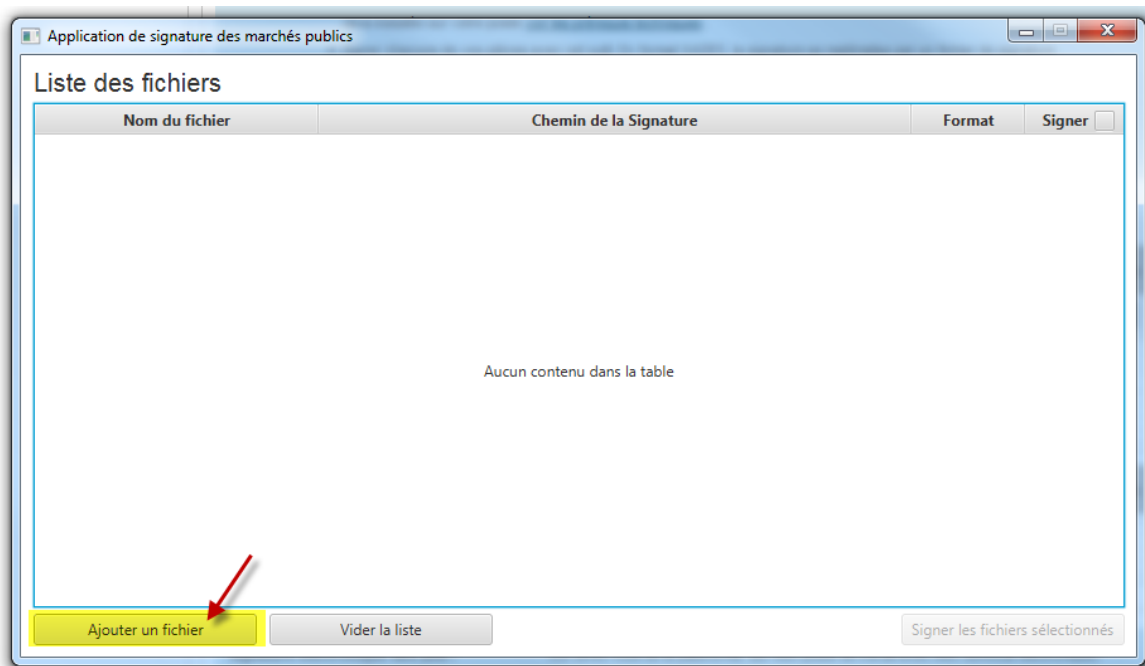 Application de signature des marchés publics
Liste des fichiers
Nom du fichier Chemin de la Signature Format Signer
Aucun contenu dans la table
Ajouter un fichier Vider la liste Signer les fichiers sélectionnés